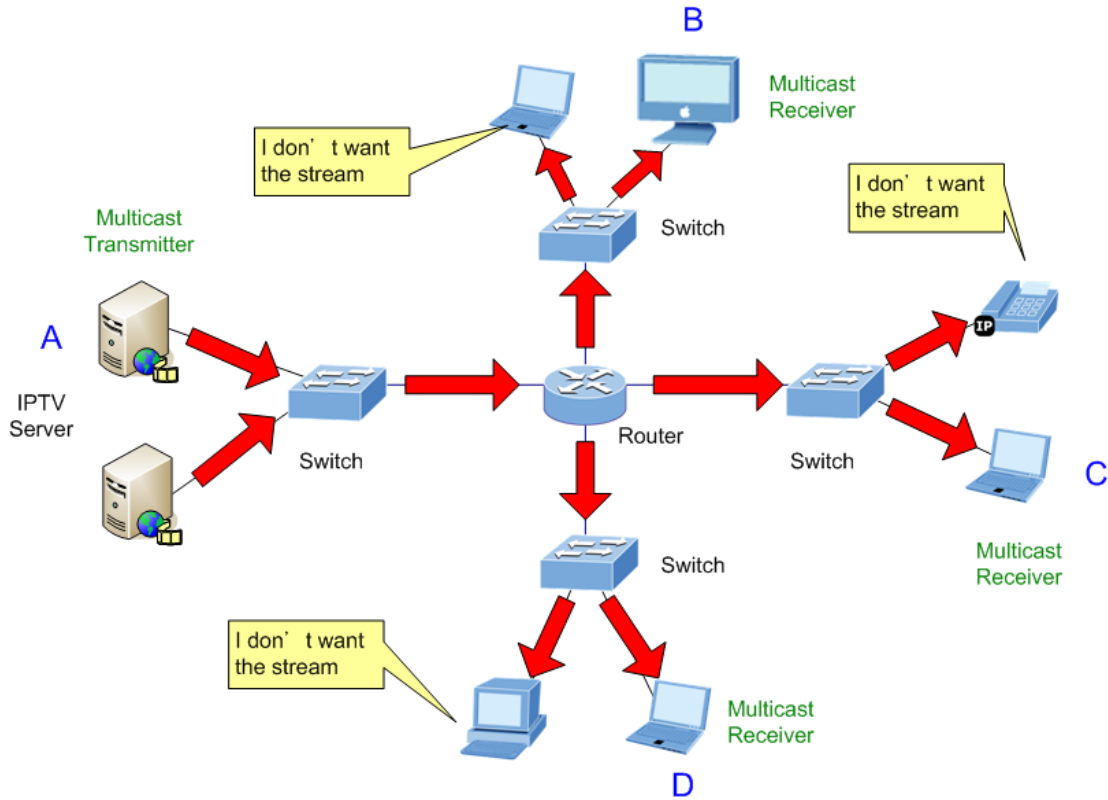 B
Multicast
Receiver
I don't want
the stream
I don't want
the stream
Switch
Multicast
Transmitter
A
IP
IPTV
Server
Router
Switch
Switch
C
Multicast
Receiver
Switch
I don't want
the stream
Multicast
Receiver
D